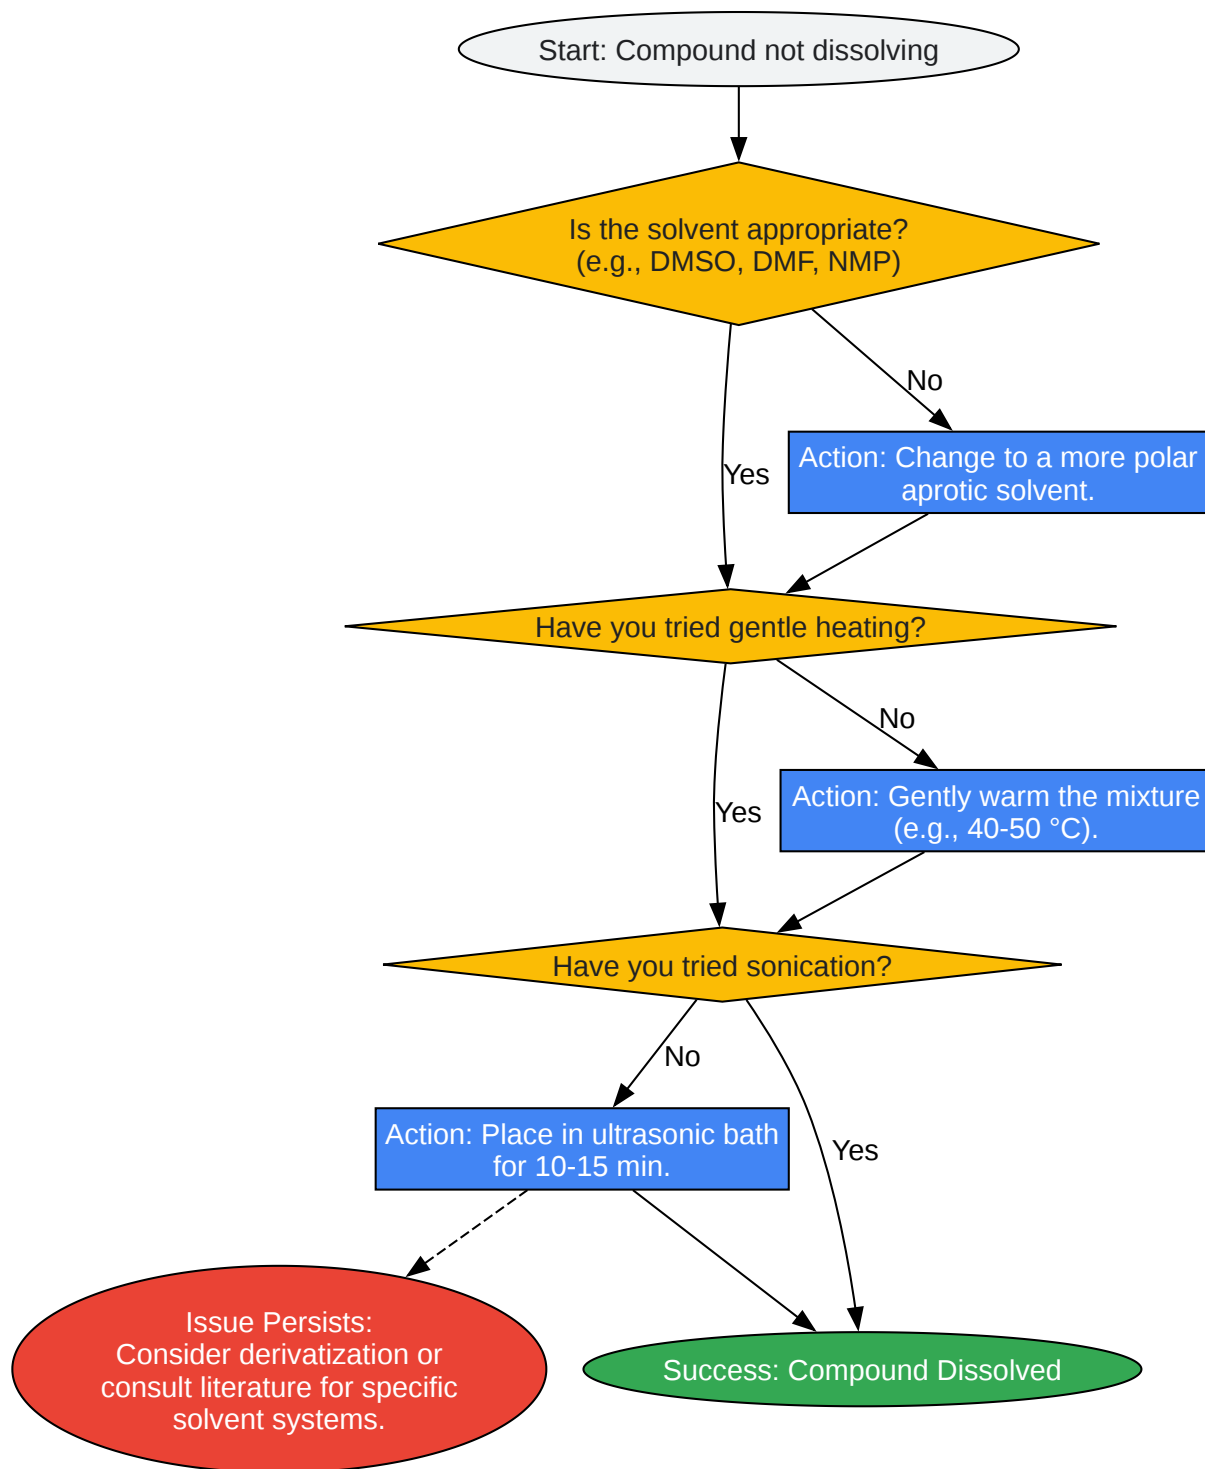 Start: Compound not dissolving
Is the solvent appropriate?
(e.g., DMSO, DMF, NMP)
No
Action: Change to a more polar
aprotic solvent.
Yes
Have you tried gentle heating?
No
Action: Gently warm the mixture
(e.g., 40-50 °C).
Yes
Have you tried sonication?
No
Action: Place in ultrasonic bath
for 10-15 min.
Yes
Issue Persists:
Consider derivatization or
consult literature for specific
solvent systems.
Success: Compound Dissolved